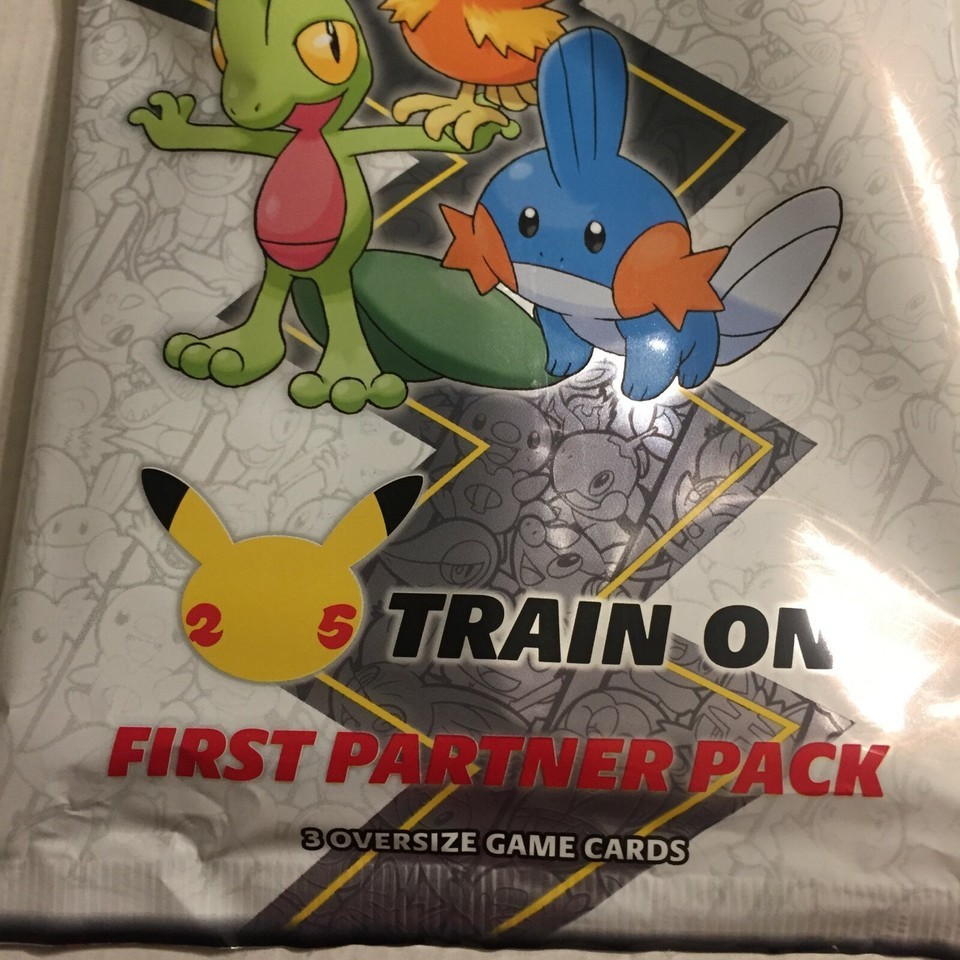 25 TRAIN ON
FIRST PARTNER PACK
3 OVERSIZE GAME CARDS